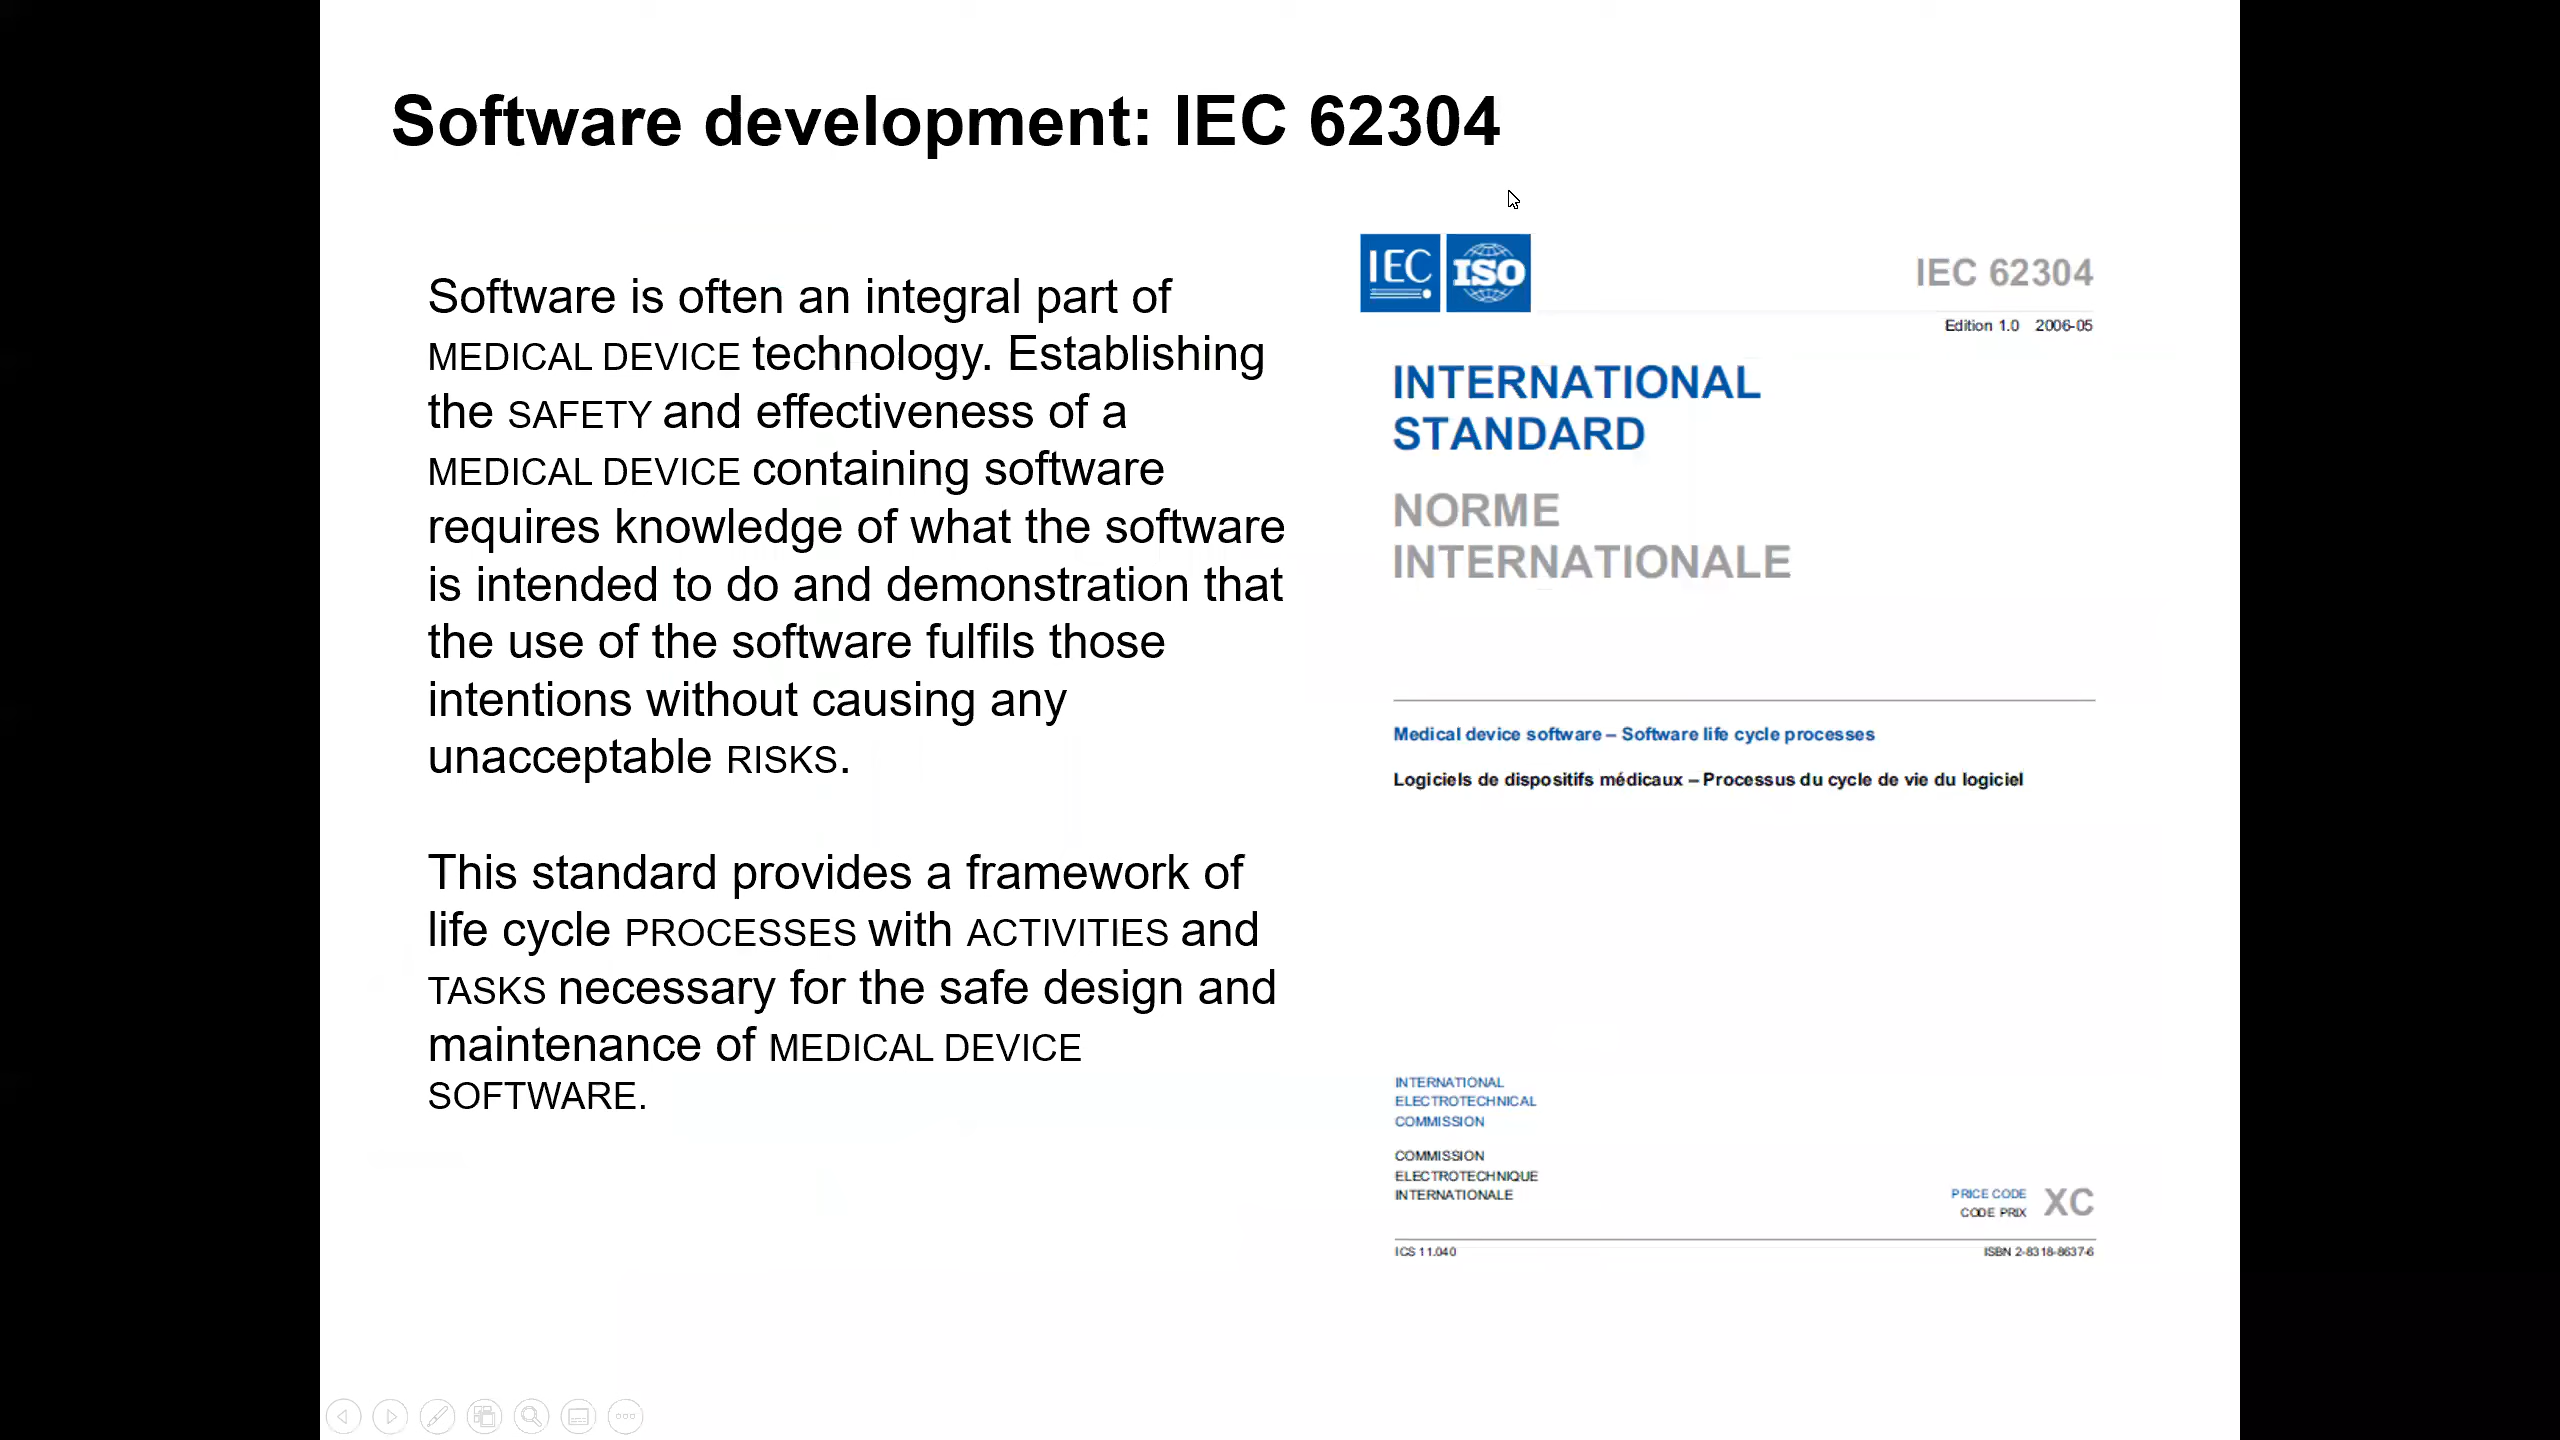 Software development: IEC 62304
Software is often an integral part of
MEDICAL DEVICE technology. Establishing
the SAFETY and effectiveness of a
MEDICAL DEVICE containing software
requires knowledge of what the software
is intended to do and demonstration that
the use of the software fulfils those
intentions without causing any
unacceptable RISKS.
This standard provides a framework of
life cycle PROCESSES with ACTIVITIES and
TASKS necessary for the safe design and
maintenance of MEDICAL DEVICE
SOFTWARE.
IEC ISO
IEC 62304
Edition 1.0 2006-05
INTERNATIONAL
STANDARD
NORME
INTERNATIONALE
Medical device software – Software life cycle processes
Logiciels de dispositifs médicaux – Processus du cycle de vie du logiciel
INTERNATIONAL
ELECTROTECHNICAL
COMMISSION
COMMISSION
ELECTROTECHNIQUE
INTERNATIONALE
PRICE CODE
CODE PRIX
XC
ICS 11.040
ISBN 2-8318-8637-6